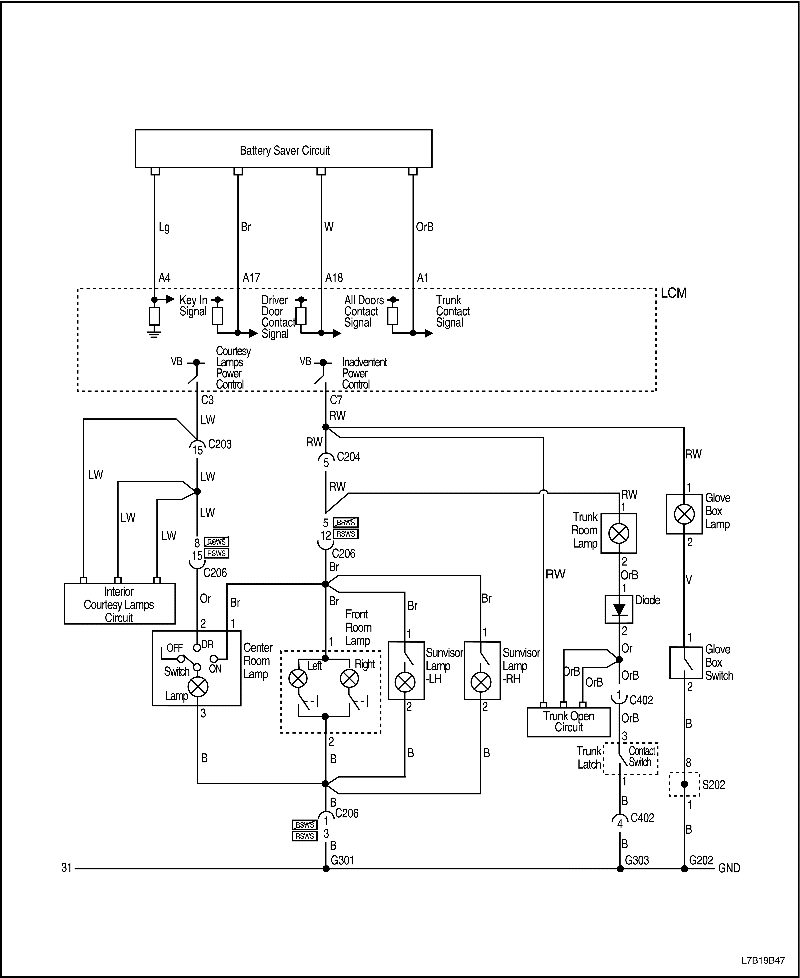 Battery Saver Circuit
Lg
Br
W
OrB
A4
A17
A18
A1
LCM
Key In
Signal
Driver
Door
Contact
Signal
All Doors
Contact
Signal
Trunk
Contact
Signal
VB
Courtesy
Lamps
Power
Control
VB
Inadventent
Power
Control
C3
C7
LW
RW
15
C203
RW
C204
5
RW
LW
LW
LW
LW
LW
RW
RW
1
Trunk
Room
Lamp
2
OrB
1
Diode
2
Or
OrB
OrB
OrB
1
Glove
Box
Lamp
2
V
1
Glove
Box
Switch
2
B
8
S202
1
B
8
RSWS
15
C206
5
12
RSWS
C206
Br
Interior
Courtesy Lamps
Circuit
Or
Br
2
1
OFF
DR
ON
Switch
Lamp
3
Center
Room
Lamp
Br
Front
Room
Lamp
1
Left
Right
2
B
Br
1
Sunvisor
Lamp
-LH
2
B
Br
1
Sunvisor
Lamp
-RH
2
B
RW
Trunk Open
Circuit
1
C402
OrB
3
Trunk
Latch
Contact
Switch
1
B
4
C402
B
B
B
C206
1
RSWS
3
B
31
G301
G303
G202
GND
L7B19B47